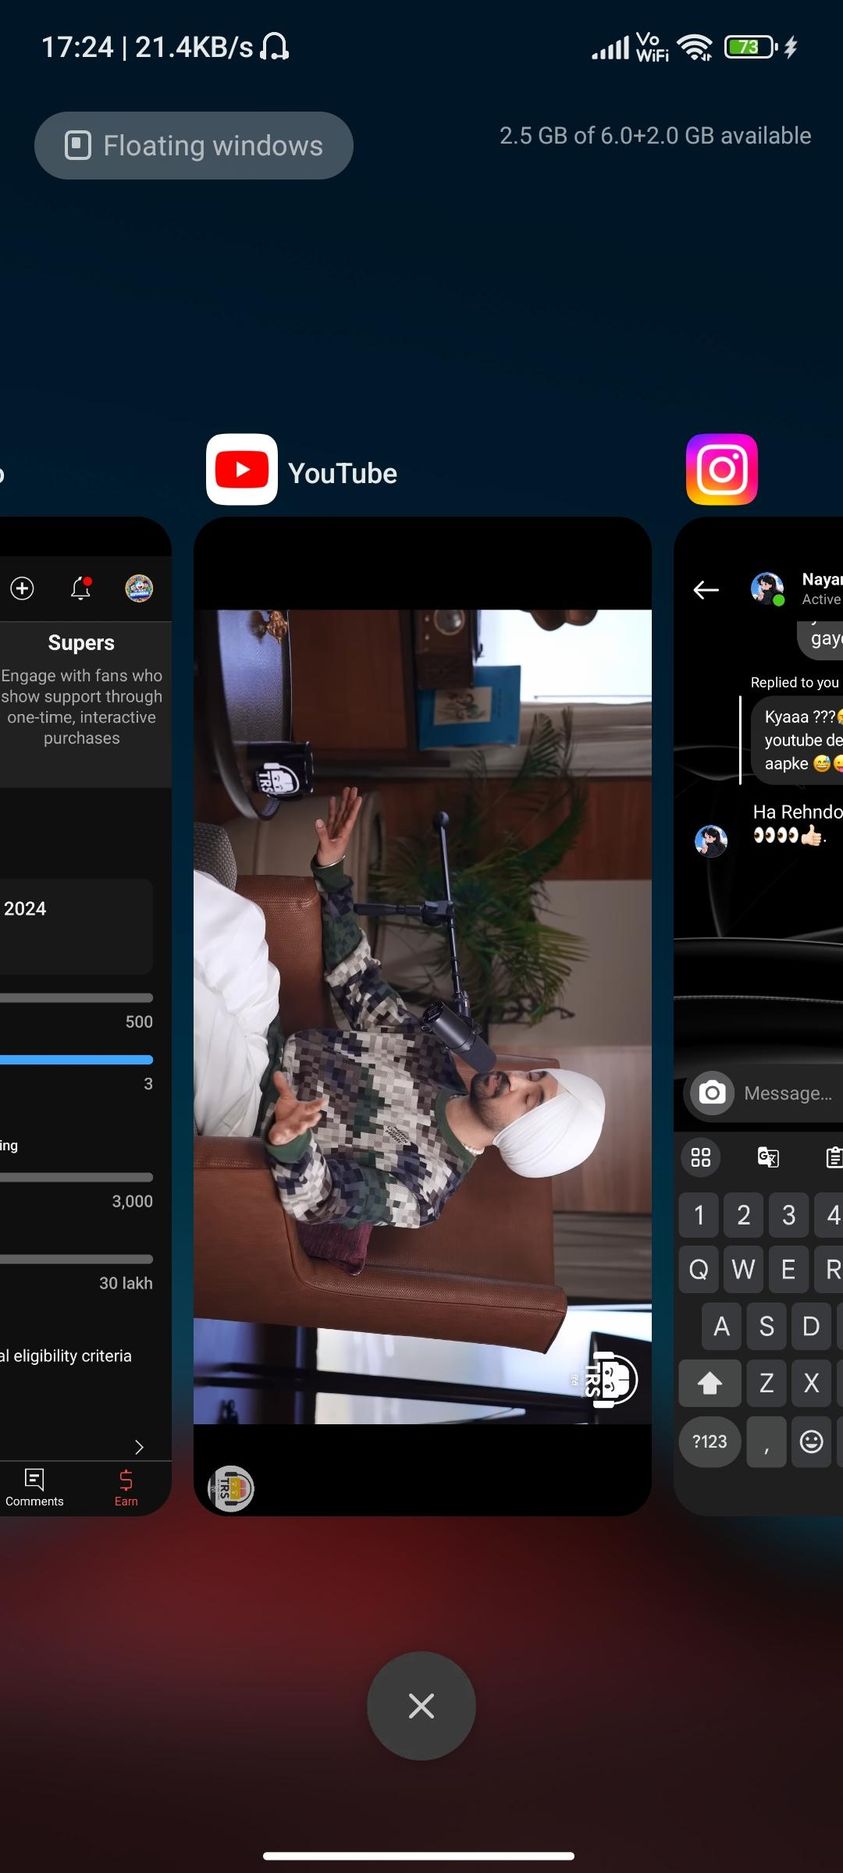 17:24 | 21.4KB/s
Vo
WiFi
73
Floating windows
2.5 GB of 6.0+2.0 GB available
YouTube
Supers
Engage with fans who
show support through
one-time, interactive
purchases
2024
500
3
ing
3,000
30 lakh
al eligibility criteria
Comments
Earn
TRS
TRS
TRS
Nayar
Active
gay
Replied to you
Kyaaa ???
youtube de
aapke 😅
Ha Rehndo
👀👀👍🏻.
Message...
1 2 3 4
Q W E R
A S D
Z X
?123 ,